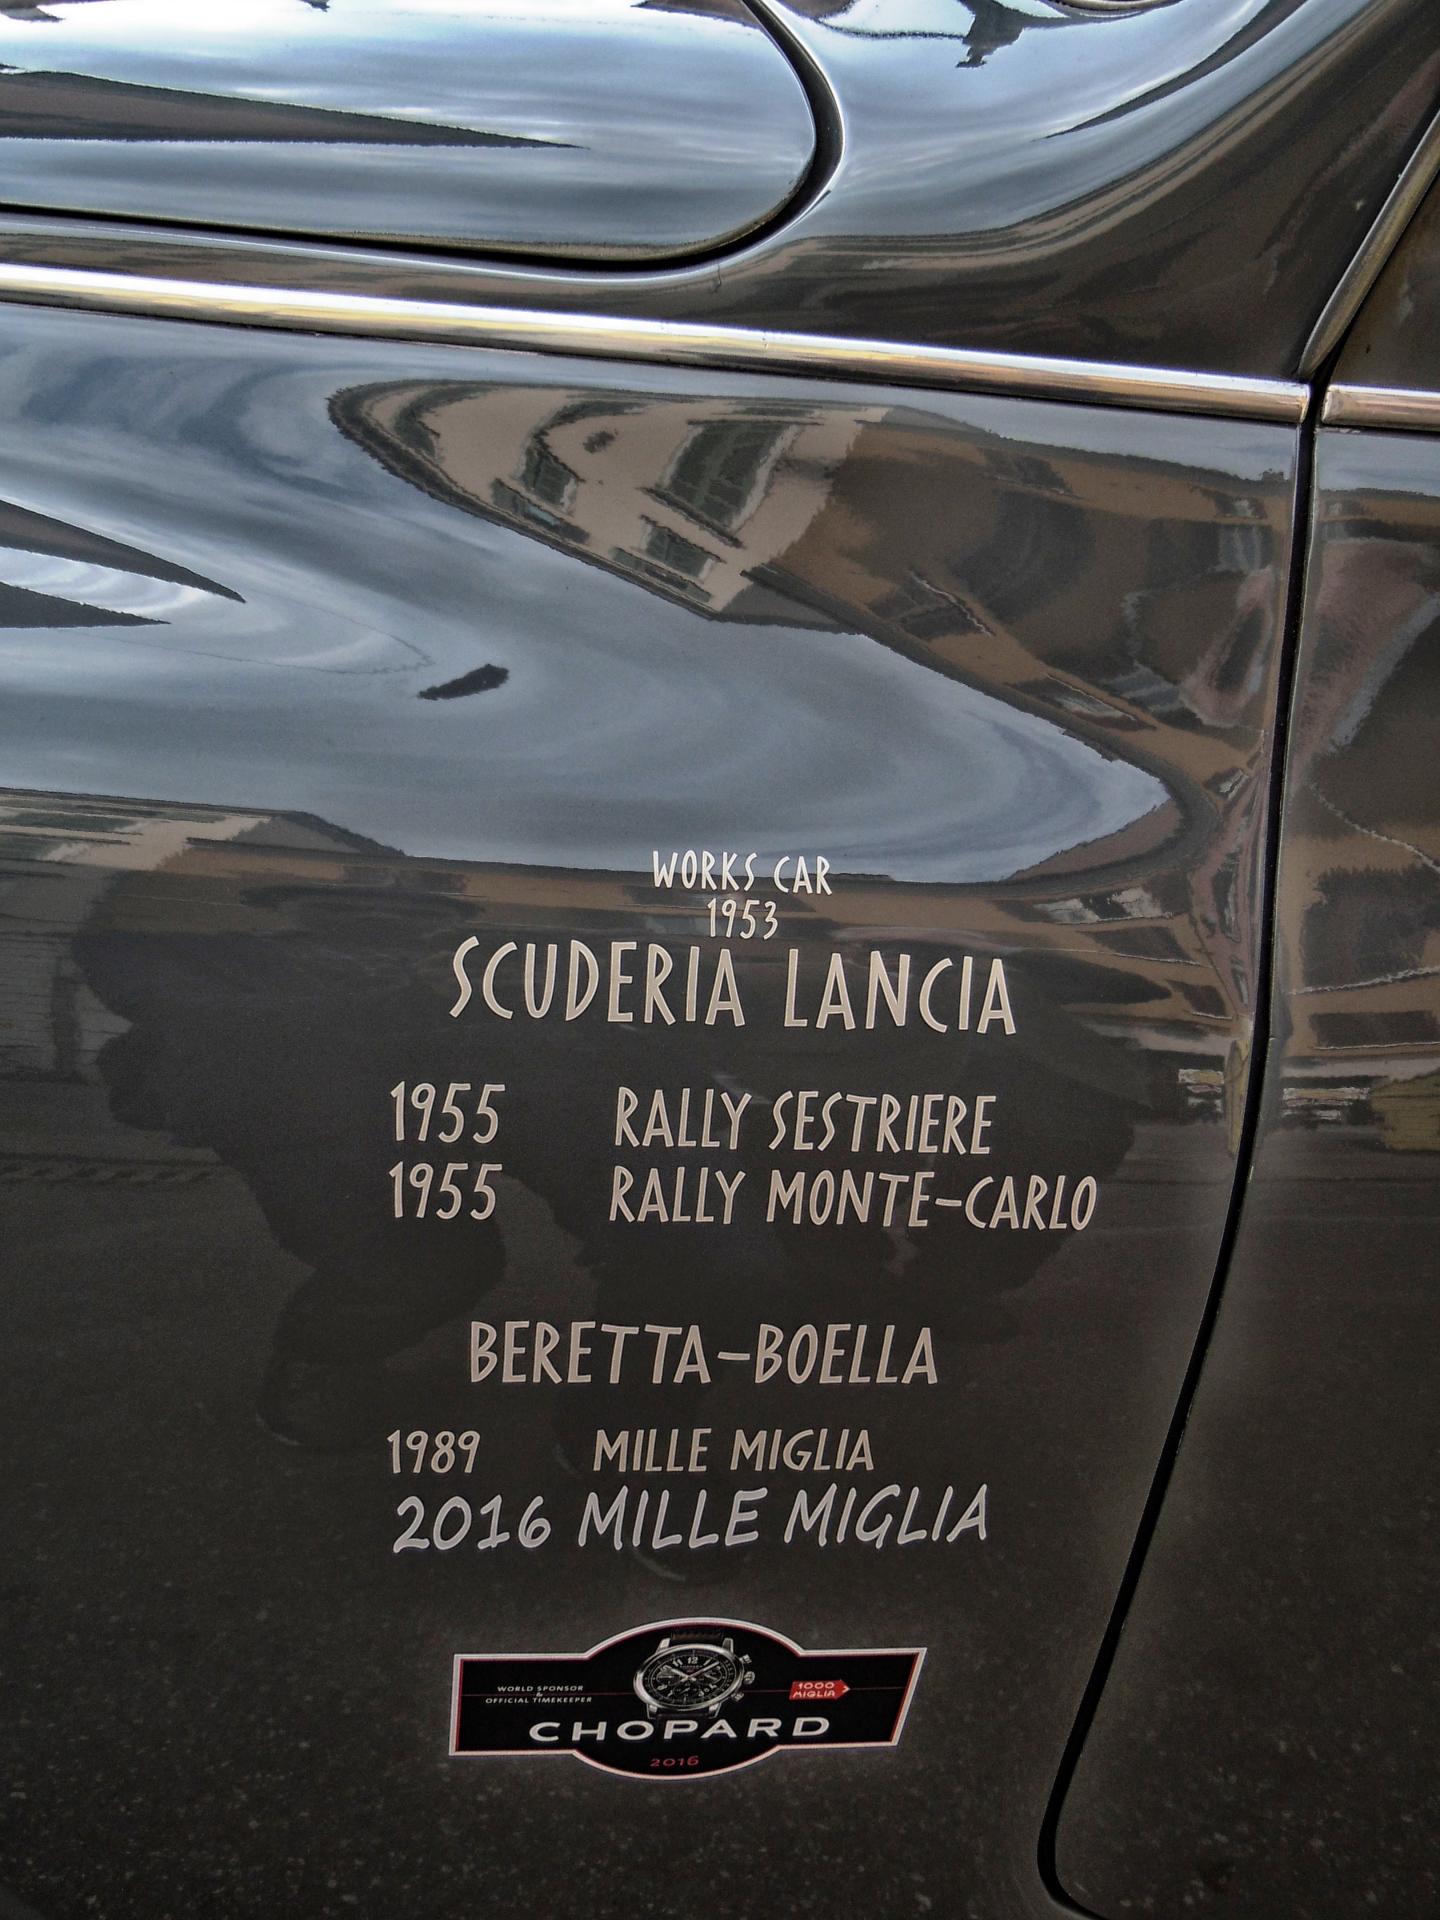 WORKS CAR
1953
SCUDERIA LANCIA
1955 RALLY SESTRIERE
1955 RALLY MONTE-CARLO
BERETTA-BOELLA
1989 MILLE MIGLIA
2016 MILLE MIGLIA
WORLD SPONSOR
&
OFFICIAL TIMEKEEPER
1000
MIGLIA
CHOPARD
2016